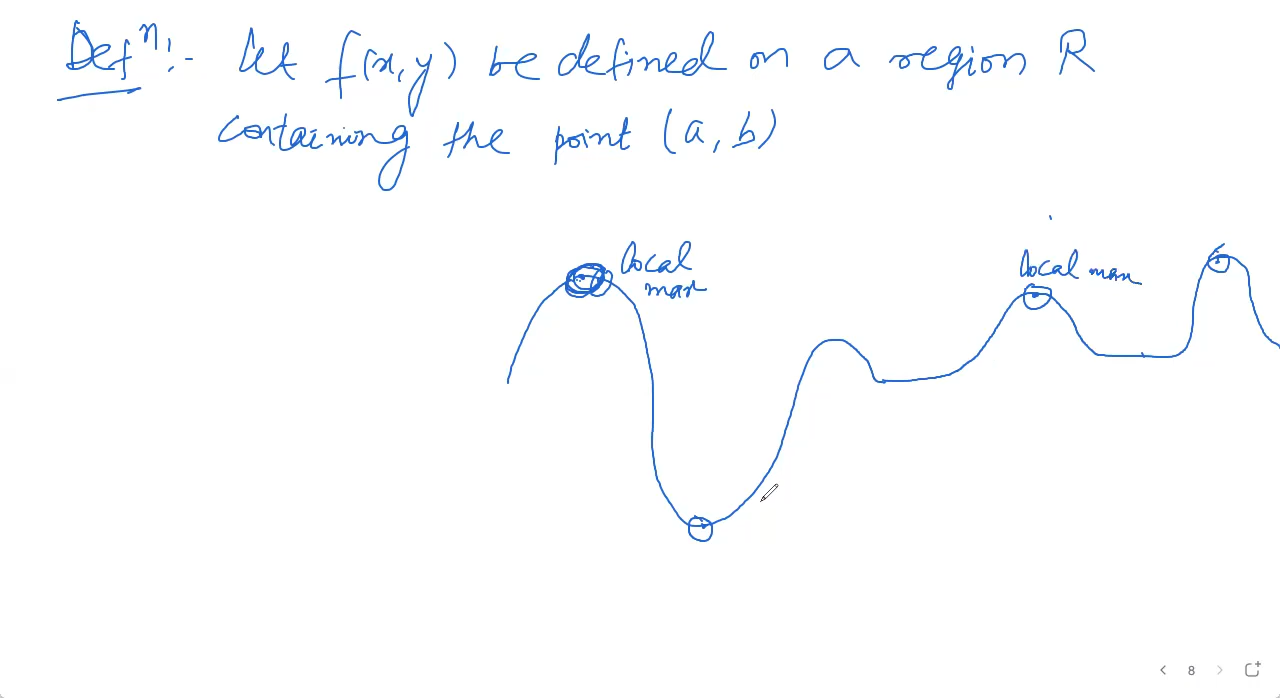 Defⁿ:- Let f(x,y) be defined on a region R
containing the point (a, b)
local
max
local max
8